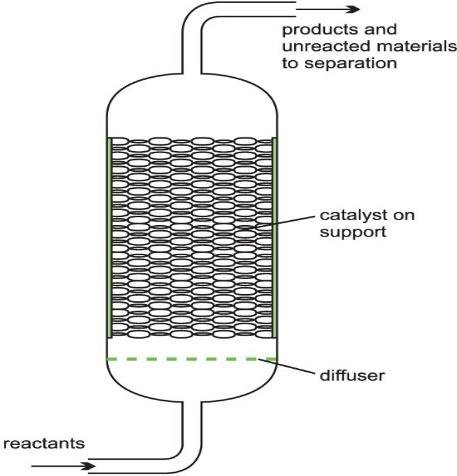 products and
unreacted materials
to separation
catalyst on
support
diffuser
reactants